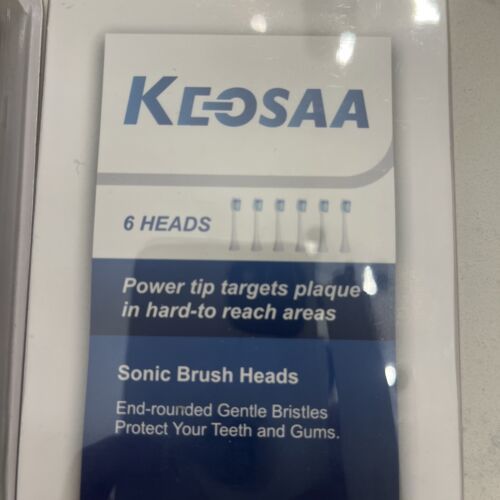 KEOSAA
6 HEADS
Power tip targets plaque
in hard-to reach areas
Sonic Brush Heads
End-rounded Gentle Bristles
Protect Your Teeth and Gums.